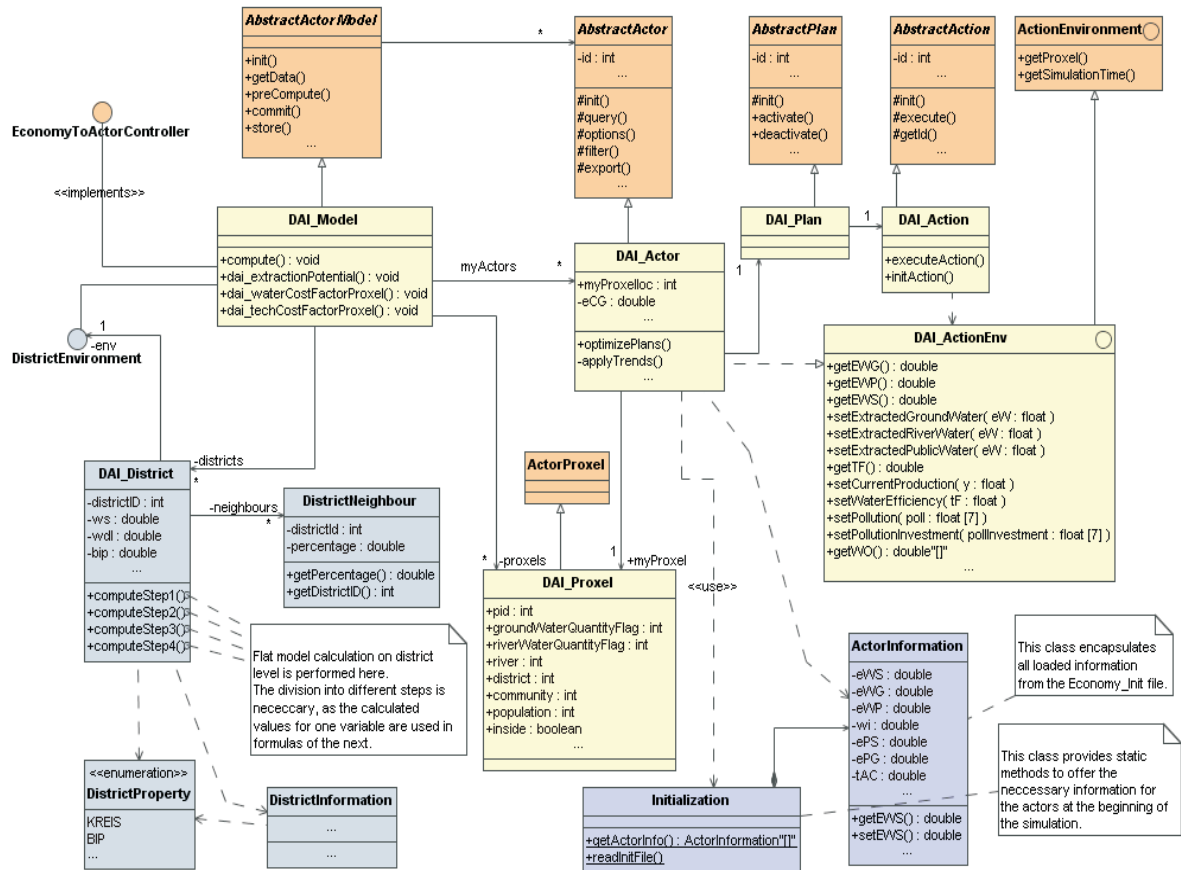 AbstractActorModel
+init()
+getData()
+preCompute()
+commit()
+store()
...
*
AbstractActor
-id : int
...
#init()
#query()
#options()
#filter()
#export()
...
AbstractPlan
-id : int
...
#init()
+activate()
+deactivate()
...
AbstractAction
-id : int
...
#init()
#execute()
#getId()
...
ActionEnvironment
+getProxel()
+getSimulationTime()
EconomyToActorController
<<implements>>
DAI_Model
+compute() : void
+dai_extractionPotential() : void
+dai_waterCostFactorProxel() : void
+dai_techCostFactorProxel() : void
myActors
*
DAI_Actor
+myProxelloc : int
-eCG : double
...
+optimizePlans()
-applyTrends()
...
DAI_Plan
1
1
DAI_Action
+executeAction()
+initAction()
DAI_ActionEnv
+getEWG() : double
+getEWP() : double
+getEWS() : double
+setExtractedGroundWater( eW : float )
+setExtractedRiverWater( eW : float )
+setExtractedPublicWater( eW : float )
+getTF() : double
+setCurrentProduction( y : float )
+setWaterEfficiency( tF : float )
+setPollution( poll : float [7] )
+setPollutionInvestment( pollInvestment : float [7] )
+getWO() : double"[]"
...
DistrictEnvironment
1
-env
-districts
*
DAI_District
-districtID : int
-ws : double
-wdl : double
-bip : double
...
+computeStep1()
+computeStep2()
+computeStep3()
+computeStep4()
-neighbours
*
DistrictNeighbour
-districtId : int
-percentage : double
+getPercentage() : double
+getDistrictID() : int
Flat model calculation on district
level is performed here.
The division into different steps is
nececcary, as the calculated
values for one variable are used in
formulas of the next.
ActorProxel
*
-proxels
1
+myProxel
DAI_Proxel
+pid : int
+groundWaterQuantityFlag : int
+riverWaterQuantityFlag : int
+river : int
+district : int
+community : int
+population : int
+inside : boolean
...
<<use>>
ActorInformation
-eWS : double
-eWG : double
-eWP : double
-wi : double
-ePS : double
-ePG : double
-tAC : double
...
+getEWS() : double
+setEWS() : double
...
This class encapsulates
all loaded information
from the Economy_Init file.
This class provides static
methods to offer the
neccessary information for
the actors at the beginning of
the simulation.
<<enumeration>>
DistrictProperty
KREIS
BIP
...
DistrictInformation
...
...
Initialization
+getActorInfo() : ActorInformation"[]"
+readInitFile()